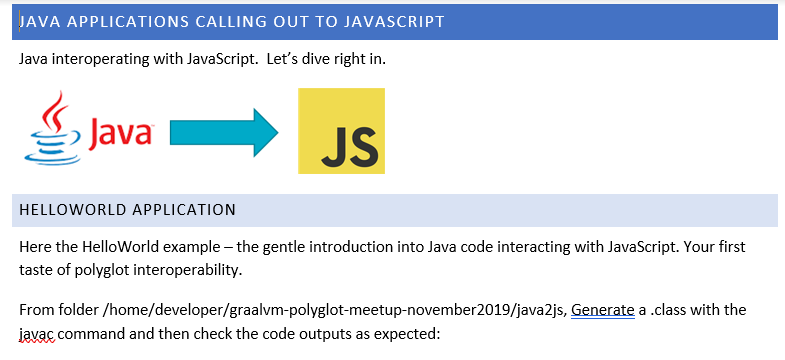 JAVA APPLICATIONS CALLING OUT TO JAVASCRIPT
Java interoperating with JavaScript.  Let’s dive right in.
Java
JS
HELLOWORLD APPLICATION
Here the HelloWorld example – the gentle introduction into Java code interacting with JavaScript. Your first
taste of polyglot interoperability.
From folder /home/developer/graalvm-polyglot-meetup-november2019/java2js, Generate a .class with the
javac command and then check the code outputs as expected: